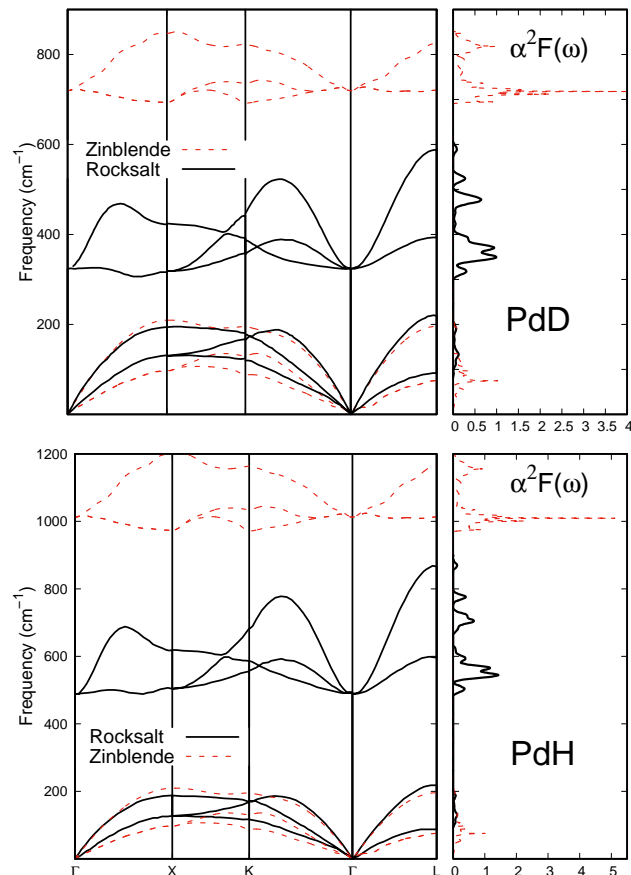 800
600
400
200
Frequency (cm⁻¹)
Zinblende
Rocksalt
α²F(ω)
PdD
0 0.5 1 1.5 2 2.5 3 3.5 4
1200
1000
800
600
400
200
Frequency (cm⁻¹)
Rocksalt
Zinblende
Γ X K Γ L
α²F(ω)
PdH
0 1 2 3 4 5